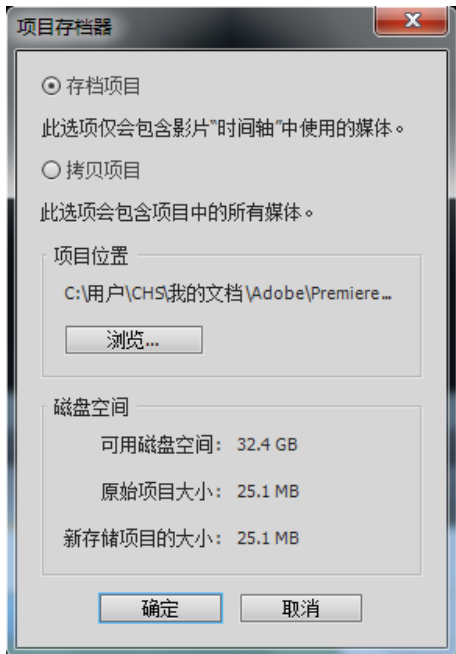 项目存档器
存档项目
此选项仅会包含影片"时间轴"中使用的媒体。
拷贝项目
此选项会包含项目中的所有媒体。
项目位置
C:\用户\CHS\我的文档\Adobe\Premiere...
浏览...
磁盘空间
可用磁盘空间: 32.4 GB
原始项目大小: 25.1 MB
新存储项目的大小: 25.1 MB
确定 取消